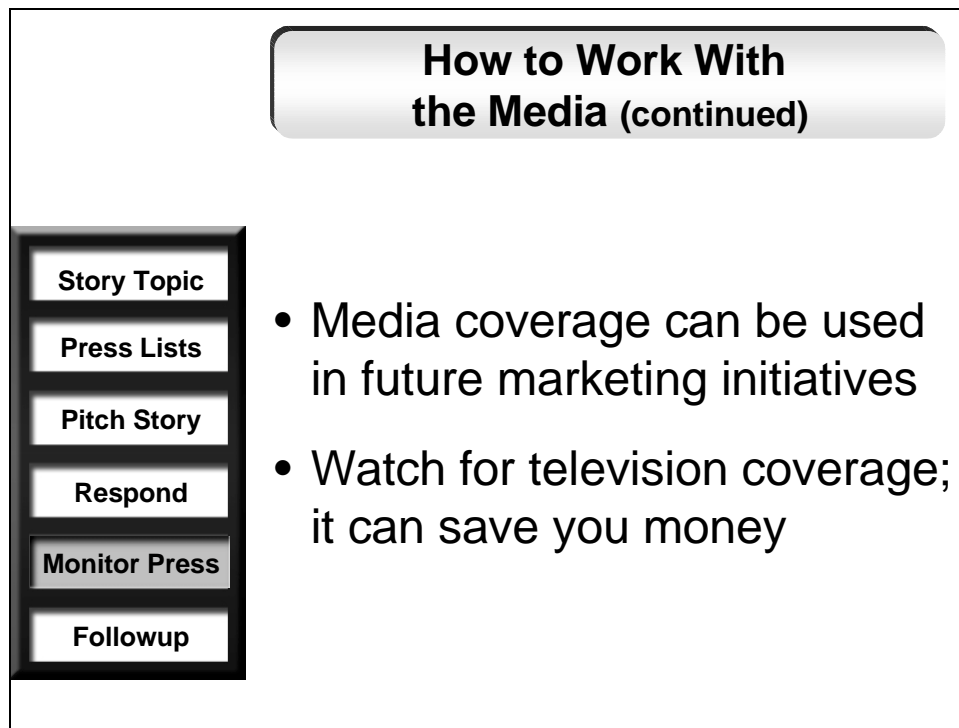 How to Work With
the Media (continued)
Story Topic
Press Lists
Pitch Story
Respond
Monitor Press
Followup
• Media coverage can be used
in future marketing initiatives
• Watch for television coverage;
it can save you money